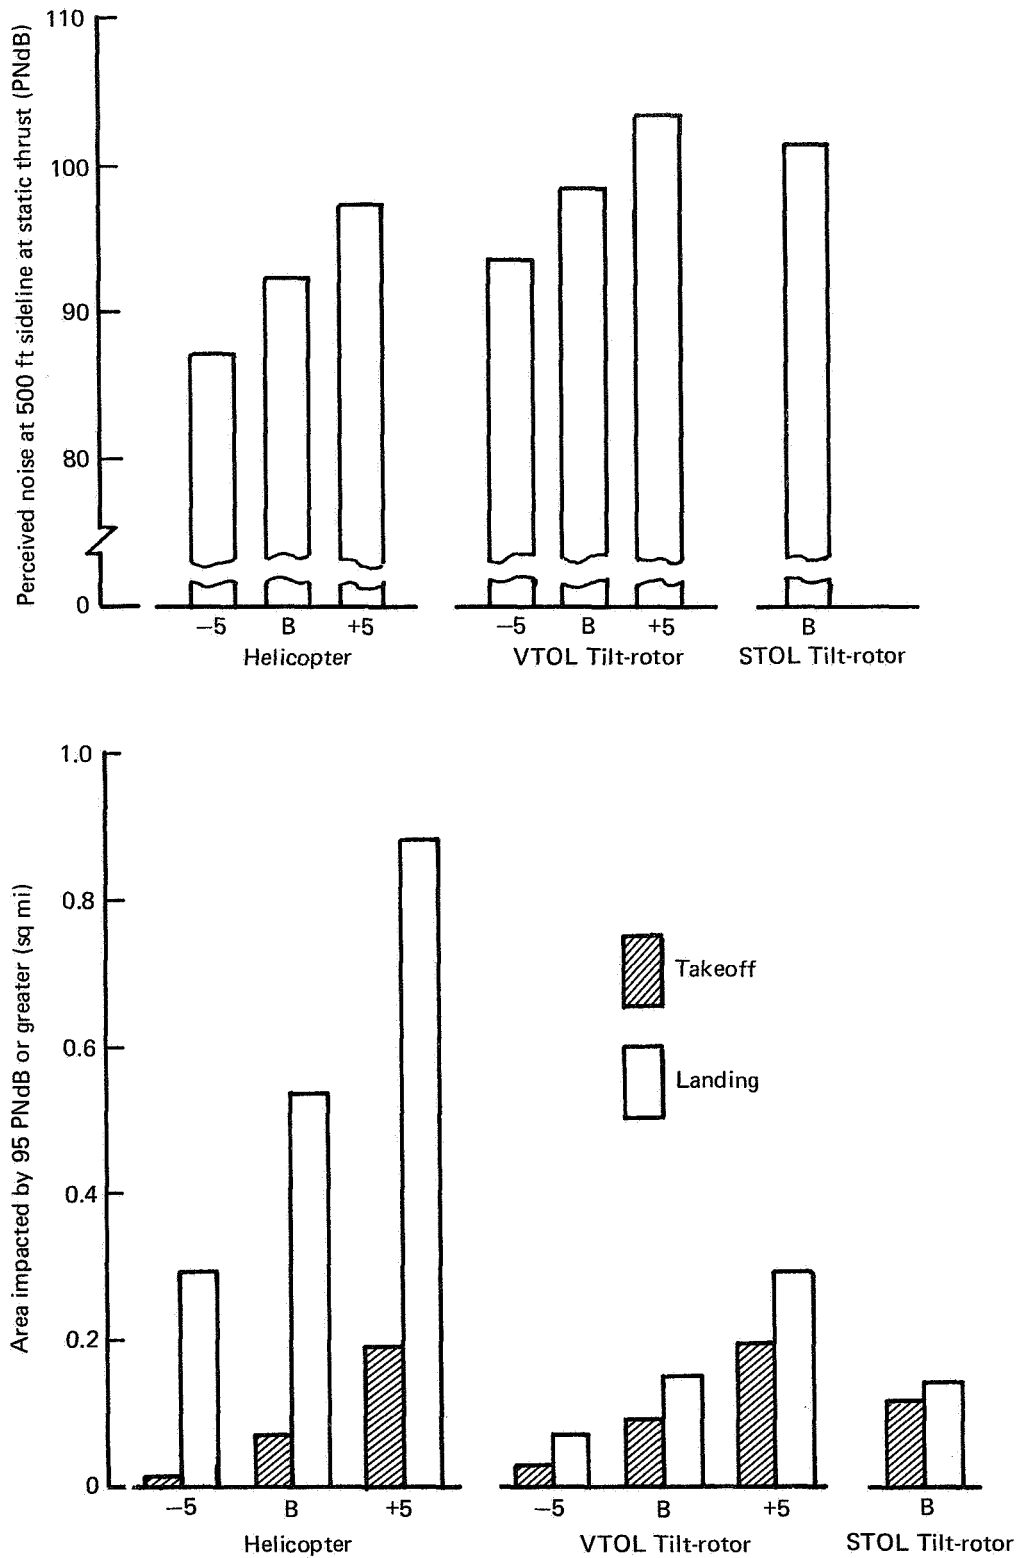 Perceived noise at 500 ft sideline at static thrust (PNdB)
110
100
90
80
0
−5 B +5 −5 B +5 B
Helicopter VTOL Tilt-rotor STOL Tilt-rotor
Area impacted by 95 PNdB or greater (sq mi)
1.0
0.8
0.6
0.4
0.2
0
Takeoff
Landing
−5 B +5 −5 B +5 B
Helicopter VTOL Tilt-rotor STOL Tilt-rotor